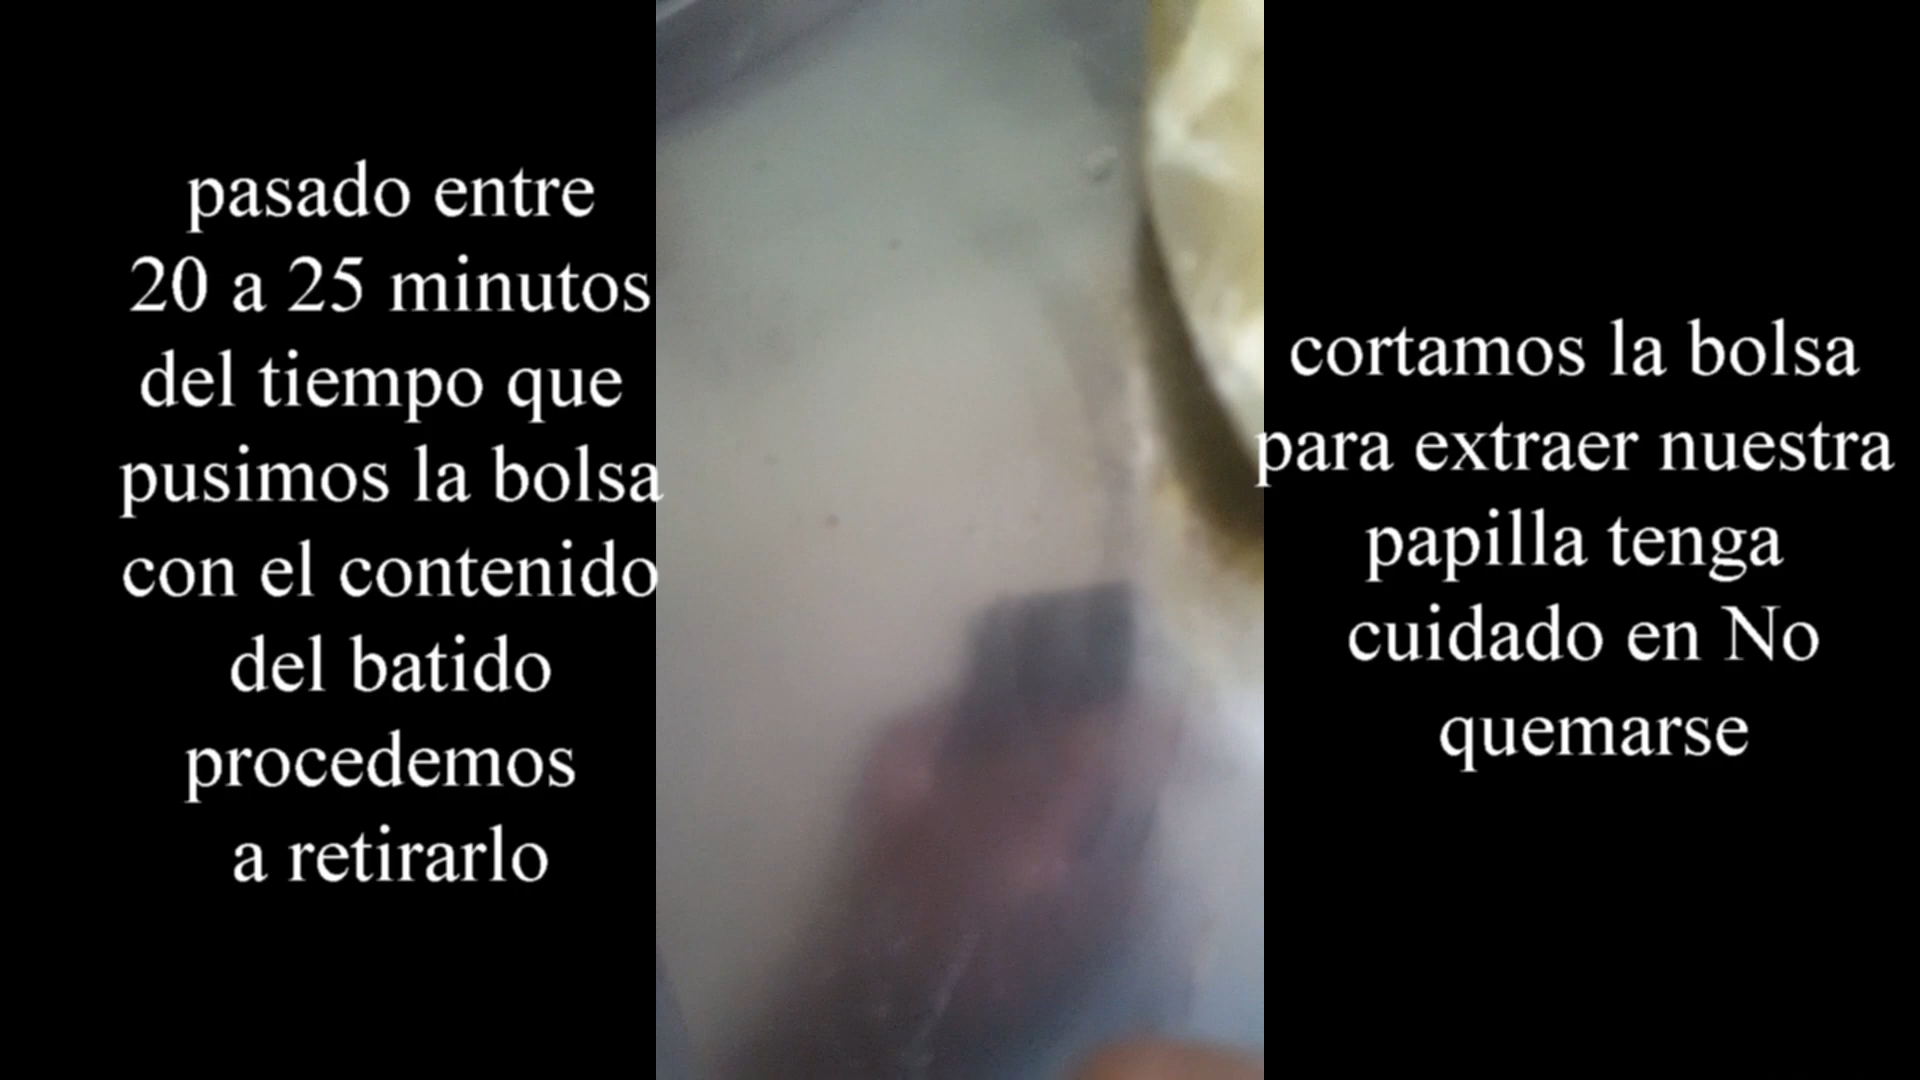 pasado entre
20 a 25 minutos
del tiempo que
pusimos la bolsa
con el contenido
del batido
procedemos
a retirarlo
cortamos la bolsa
para extraer nuestra
papilla tenga
cuidado en No
quemarse